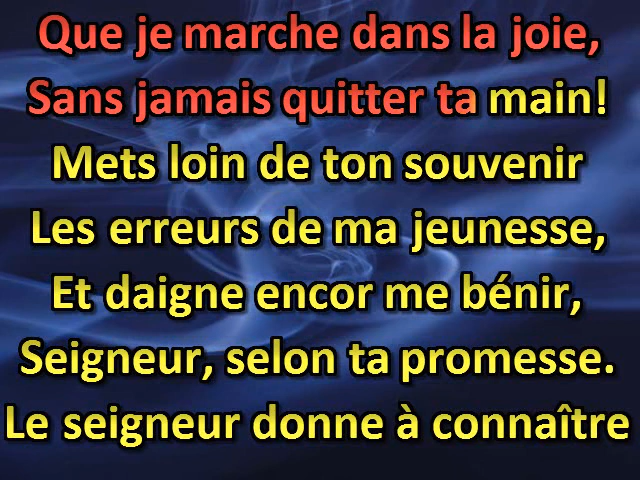 Que je marche dans la joie,
Sans jamais quitter ta main!
Mets loin de ton souvenir
Les erreurs de ma jeunesse,
Et daigne encor me bénir,
Seigneur, selon ta promesse.
Le seigneur donne à connaître